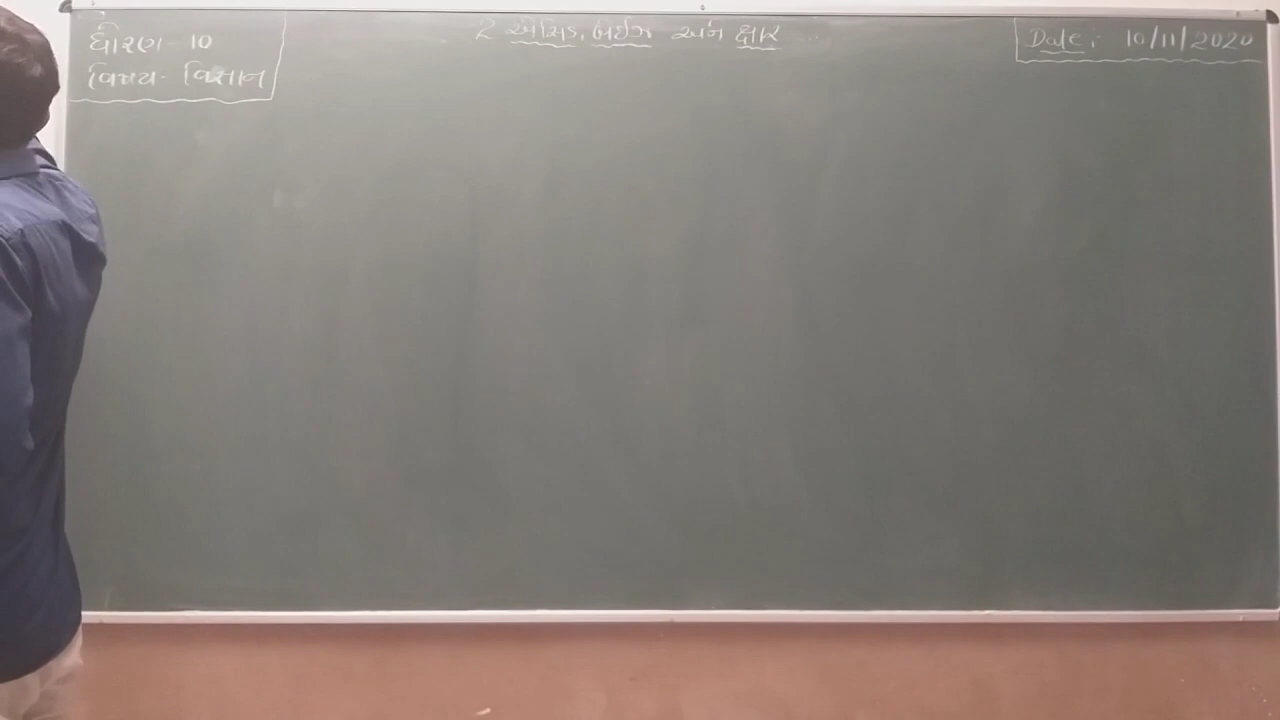 ધોરણ - 10
વિષય - વિજ્ઞાન
2 એસિડ, બેઇઝ અને ક્ષાર
Date: 10/11/2020